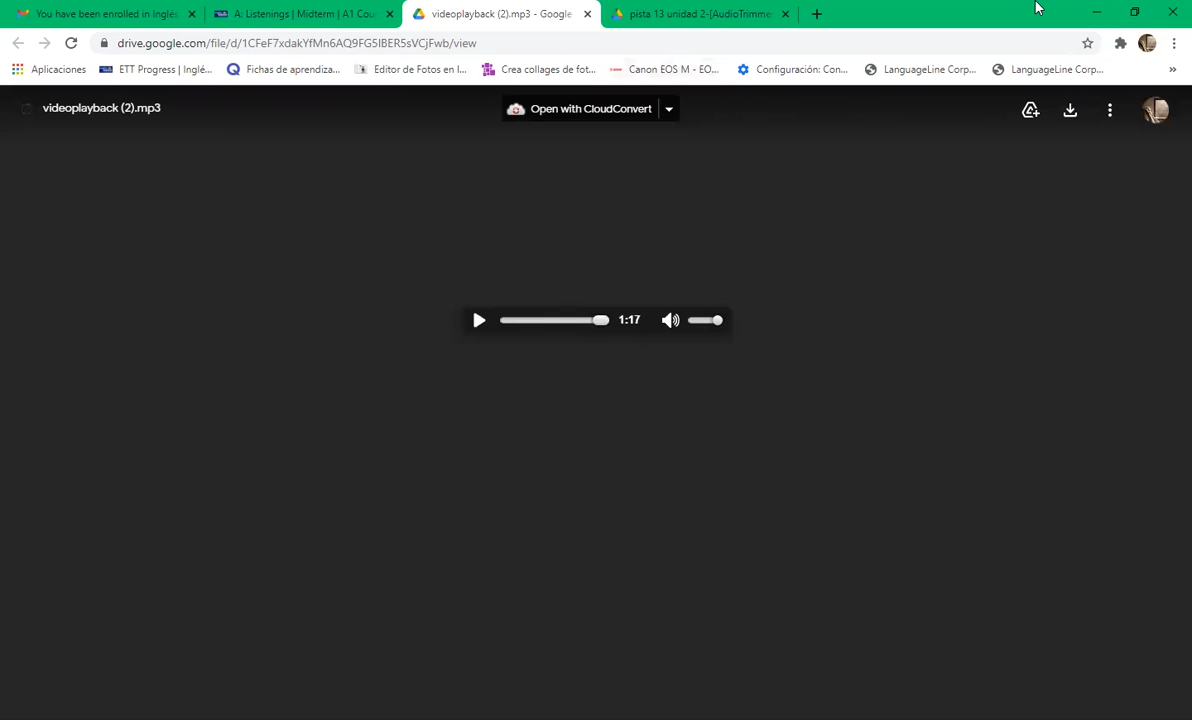 You have been enrolled in Inglés
A: Listenings | Midterm | A1 Cou
videoplayback (2).mp3 - Google
pista 13 unidad 2-[AudioTrimmer
drive.google.com/file/d/1CFeF7xdakYfMn6AQ9FG5IBER5sVCjFwb/view
Aplicaciones
ETT Progress | Inglé...
Fichas de aprendiza...
Editor de Fotos en l...
Crea collages de fot...
Canon EOS M - EO...
Configuración: Con...
LanguageLine Corp...
LanguageLine Corp...
videoplayback (2).mp3
Open with CloudConvert
1:17